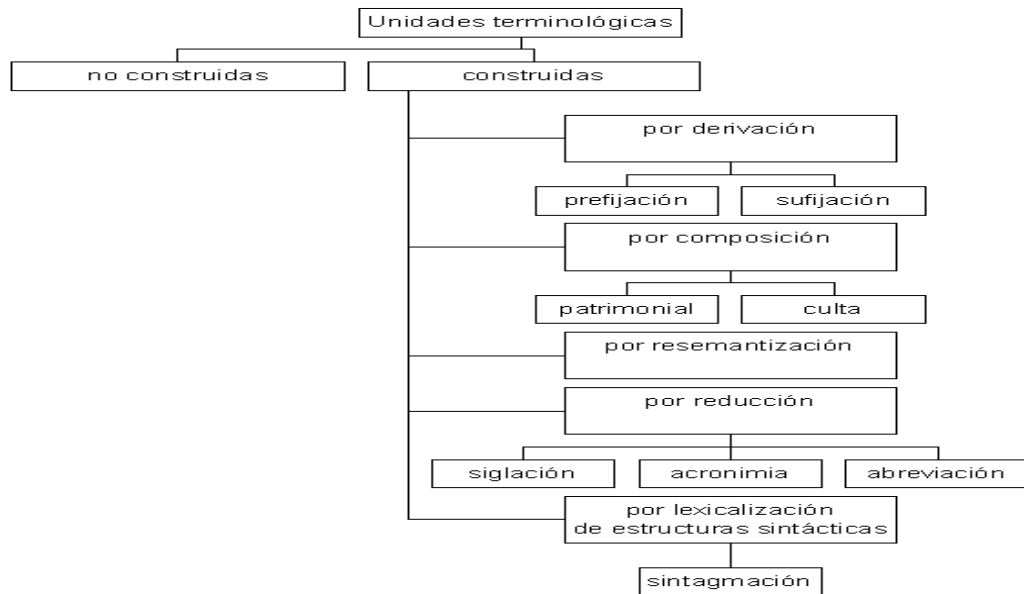 Unidades terminológicas
no construidas
construidas
por derivación
prefijación
sufijación
por composición
patrimonial
culta
por resemantización
por reducción
siglación
acronimia
abreviación
por lexicalización
de estructuras sintácticas
sintagmación